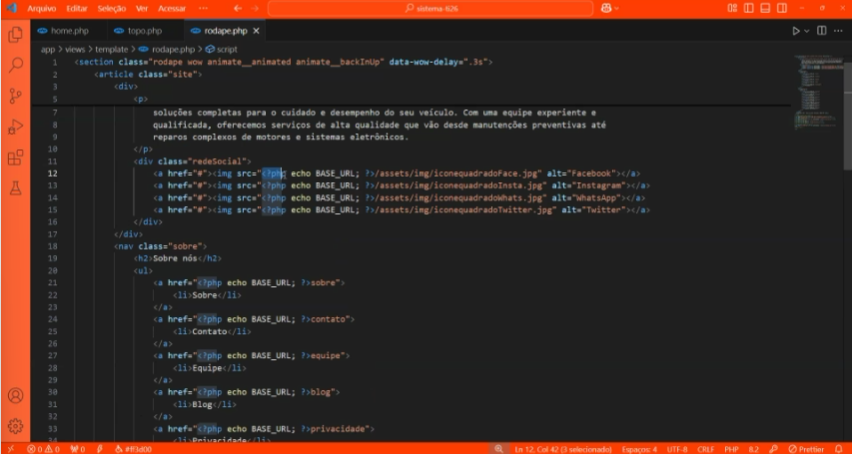 Arquivo Editar Seleção Ver Acessar ... sistema-626
home.php topo.php rodape.php
app > views > template > rodape.php > script
1 <section class="rodape wow animate__animated animate__backInUp" data-wow-delay=".3s">
2 <article class="site">
3 <div>
5 <p>
7 soluções completas para o cuidado e desempenho do seu veículo. Com uma equipe experiente e
8 qualificada, oferecemos serviços de alta qualidade que vão desde manutenções preventivas até
9 reparos complexos de motores e sistemas eletrônicos.
10 </p>
11 <div class="redeSocial">
12 <a href="#"><img src="<?php echo BASE_URL; ?>/assets/img/iconequadradoFace.jpg" alt="Facebook"></a>
13 <a href="#"><img src="<?php echo BASE_URL; ?>/assets/img/iconequadradoInsta.jpg" alt="Instagram"></a>
14 <a href="#"><img src="<?php echo BASE_URL; ?>/assets/img/iconequadradoWhats.jpg" alt="WhatsApp"></a>
15 <a href="#"><img src="<?php echo BASE_URL; ?>/assets/img/iconequadradoTwitter.jpg" alt="Twitter"></a>
16 </div>
17 </div>
18 <nav class="sobre">
19 <h2>Sobre nós</h2>
20 <ul>
21 <a href="<?php echo BASE_URL; ?>sobre">
22 <li>Sobre</li>
23 </a>
24 <a href="<?php echo BASE_URL; ?>contato">
25 <li>Contato</li>
26 </a>
27 <a href="<?php echo BASE_URL; ?>equipe">
28 <li>Equipe</li>
29 </a>
30 <a href="<?php echo BASE_URL; ?>blog">
31 <li>Blog</li>
32 </a>
33 <a href="<?php echo BASE_URL; ?>privacidade">
34 <li>Privacidade</li>
0 0 0 #ff3d00 Ln 12, Col 42 (3 selecionado) Espaços: 4 UTF-8 CRLF PHP 8.2 Prettier